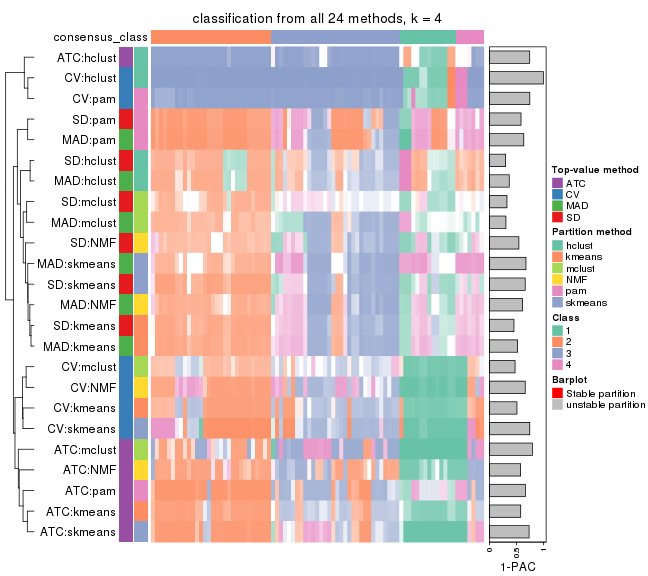 classification from all 24 methods, k = 4
consensus_class
ATC:hclust
CV:hclust
CV:pam
SD:pam
MAD:pam
SD:hclust
MAD:hclust
SD:mclust
MAD:mclust
SD:NMF
MAD:skmeans
SD:skmeans
MAD:NMF
SD:kmeans
MAD:kmeans
CV:mclust
CV:NMF
CV:kmeans
CV:skmeans
ATC:mclust
ATC:NMF
ATC:pam
ATC:kmeans
ATC:skmeans
0 0.5 1
1-PAC
Top-value method
ATC
CV
MAD
SD
Partition method
hclust
kmeans
mclust
NMF
pam
skmeans
Class
1
2
3
4
Barplot
Stable partition
unstable partition